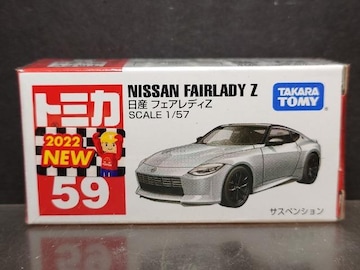 トミカ
2022
NEW
59
NISSAN FAIRLADY Z
日産 フェアレディZ
SCALE 1/57
TAKARA
TOMY
サスペンション